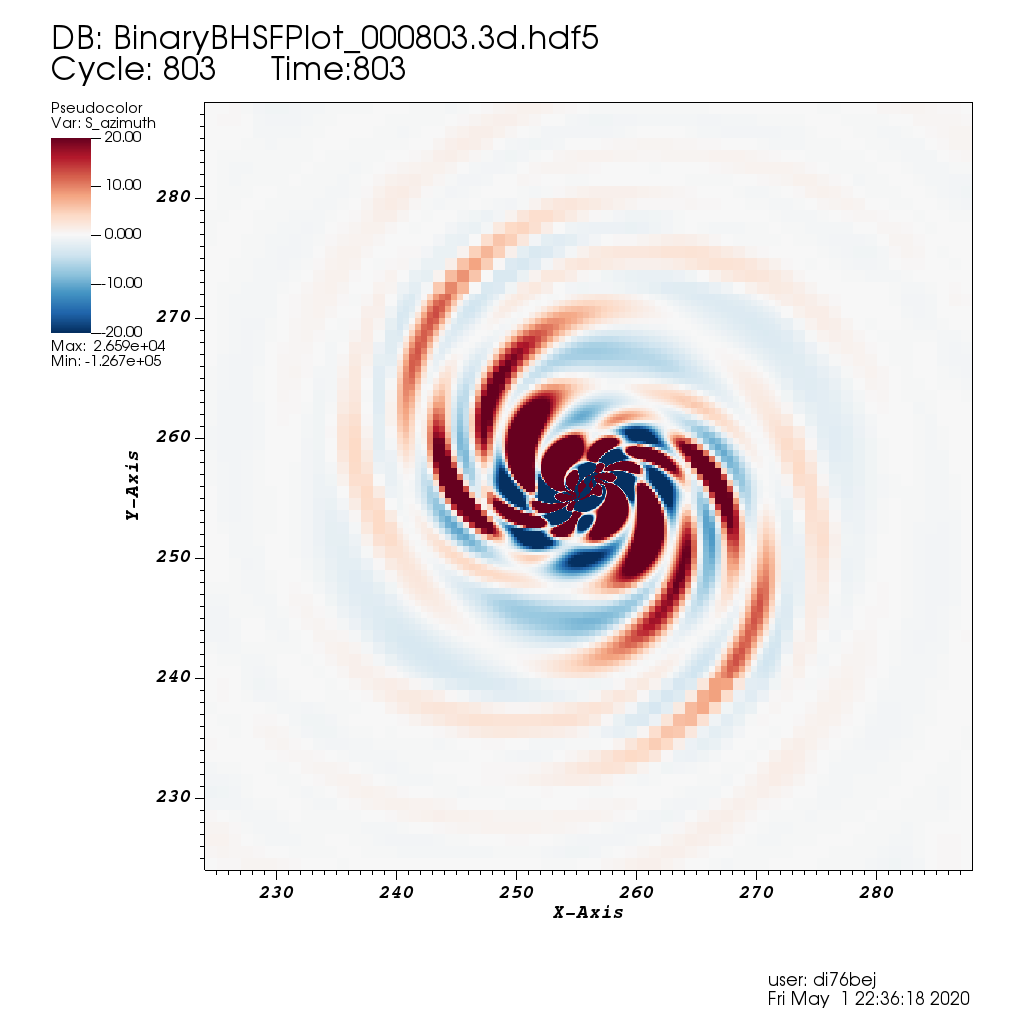 DB: BinaryBHSFPlot_000803.3d.hdf5
Cycle: 803 Time:803
Pseudocolor
Var: S_azimuth
20.00
10.00
0.000
-10.00
-20.00
Max: 2.659e+04
Min: -1.267e+05
280
270
260
250
240
230
Y-Axis
230 240 250 260 270 280
X-Axis
user: di76bej
Fri May 1 22:36:18 2020